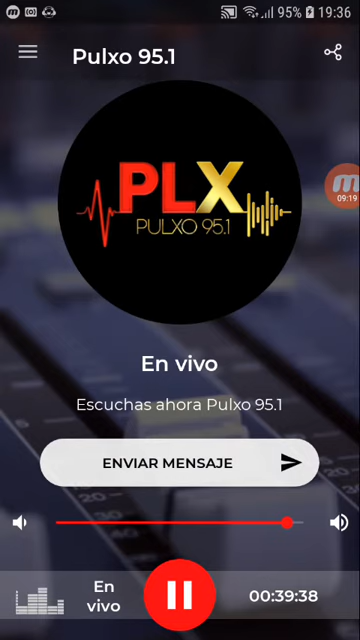 95% 19:36
Pulxo 95.1
PLX
PULXO 95.1
09:19
En vivo
Escuchas ahora Pulxo 95.1
ENVIAR MENSAJE
En
vivo
00:39:38